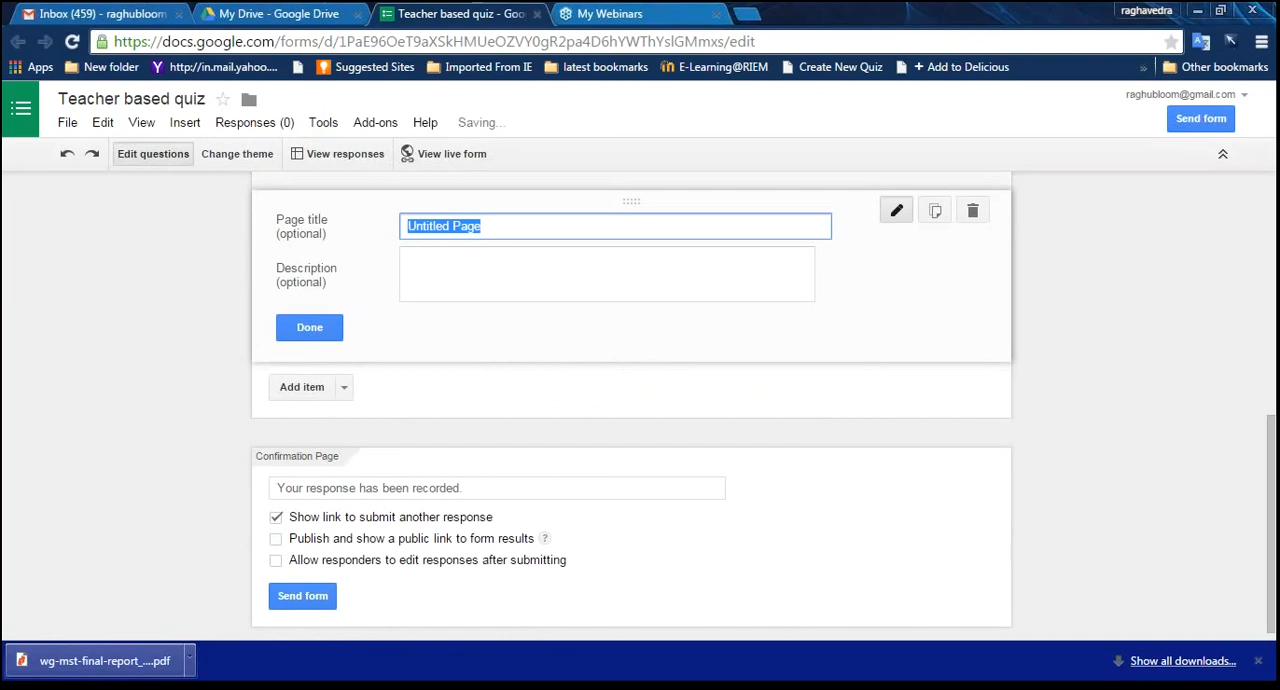 Inbox (459) - raghubloom
My Drive - Google Drive
Teacher based quiz - Goo
My Webinars
raghavedra
https://docs.google.com/forms/d/1PaE96OeT9aXSkHMUeOZVY0gR2pa4D6hYWThYslGMmxs/edit
Apps
New folder
http://in.mail.yahoo....
Suggested Sites
Imported From IE
latest bookmarks
E-Learning@RIEM
Create New Quiz
+ Add to Delicious
»
Other bookmarks
Teacher based quiz
raghubloom@gmail.com
File Edit View Insert Responses (0) Tools Add-ons Help Saving...
Send form
Edit questions
Change theme
View responses
View live form
Page title
(optional)
Untitled Page
Description
(optional)
Done
Add item
Confirmation Page
Your response has been recorded.
Show link to submit another response
Publish and show a public link to form results ?
Allow responders to edit responses after submitting
Send form
wg-mst-final-report_....pdf
Show all downloads...